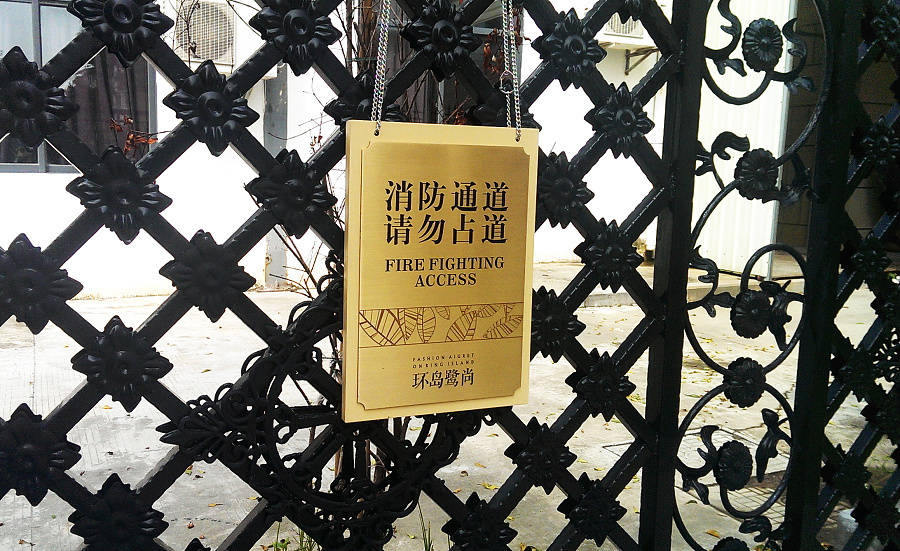 消防通道
请勿占道
FIRE FIGHTING
ACCESS
FASHION AIGRET
ON RING ISLAND
环岛鹭尚